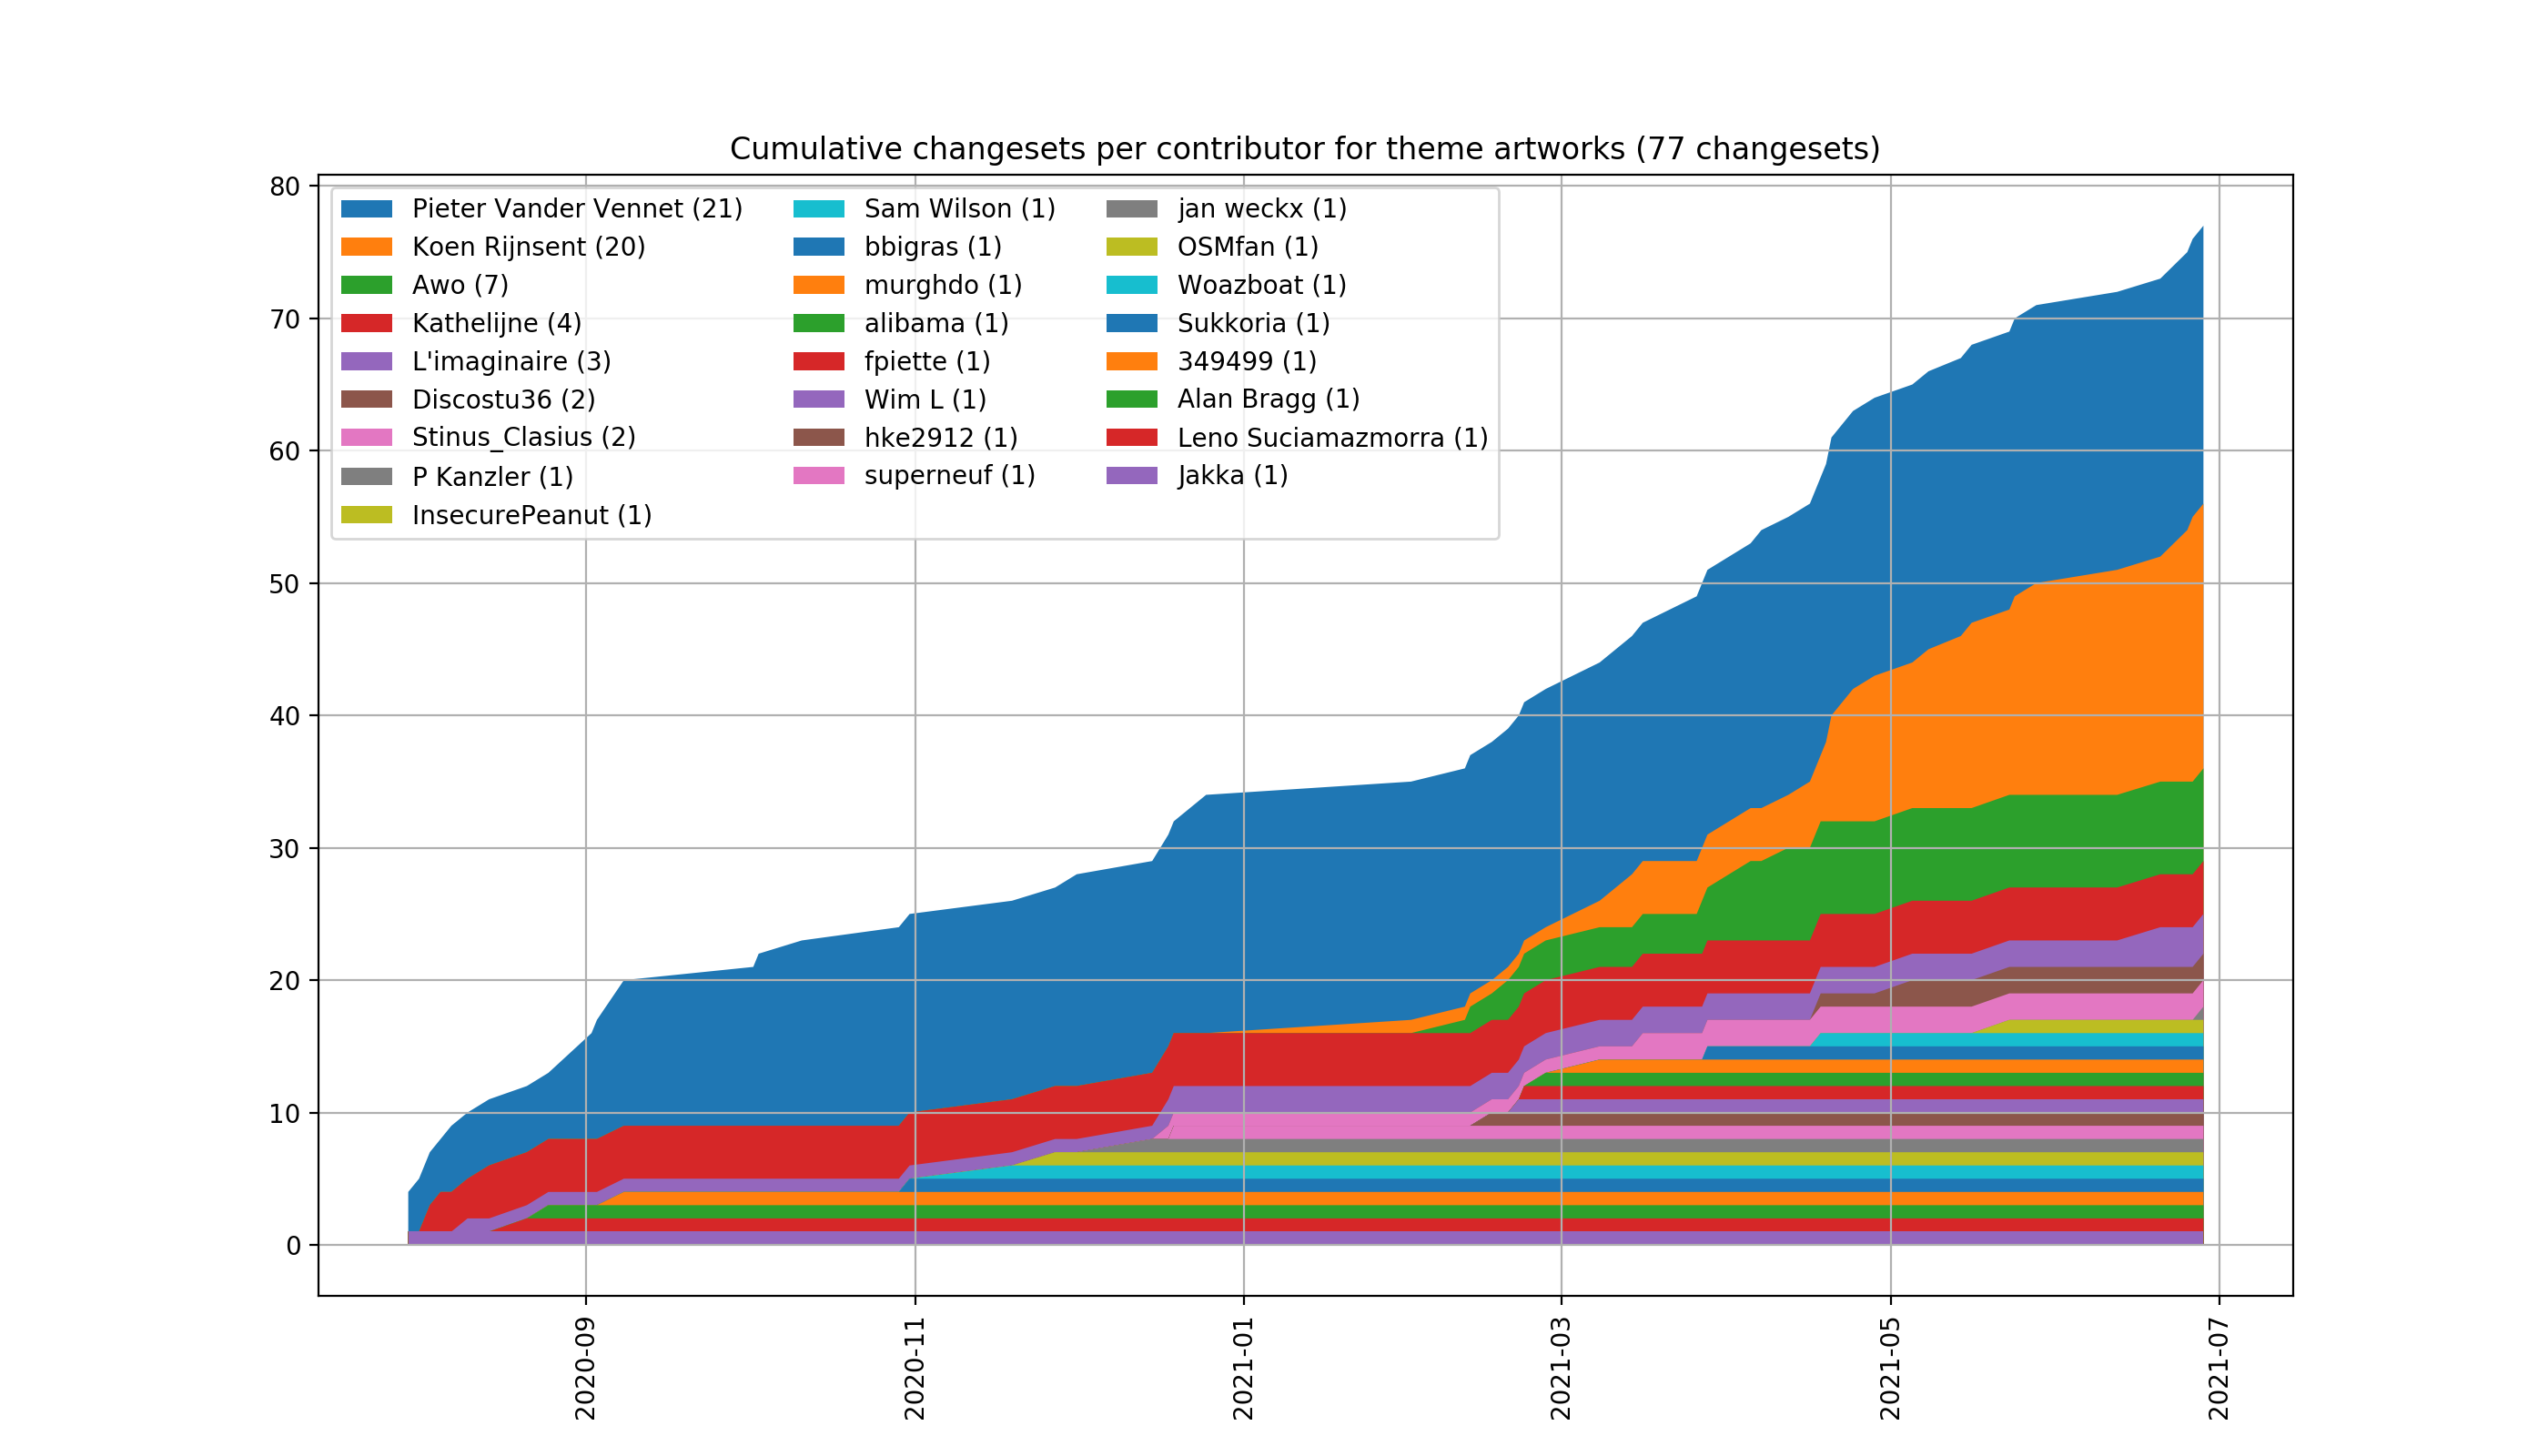 Cumulative changesets per contributor for theme artworks (77 changesets)
80
70
60
50
40
30
20
10
0
Pieter Vander Vennet (21)
Koen Rijnsent (20)
Awo (7)
Kathelijne (4)
L'imaginaire (3)
Discostu36 (2)
Stinus_Clasius (2)
P Kanzler (1)
InsecurePeanut (1)
Sam Wilson (1)
bbigras (1)
murghdo (1)
alibama (1)
fpiette (1)
Wim L (1)
hke2912 (1)
superneuf (1)
jan weckx (1)
OSMfan (1)
Woazboat (1)
Sukkoria (1)
349499 (1)
Alan Bragg (1)
Leno Suciamazmorra (1)
Jakka (1)
2020-09
2020-11
2021-01
2021-03
2021-05
2021-07